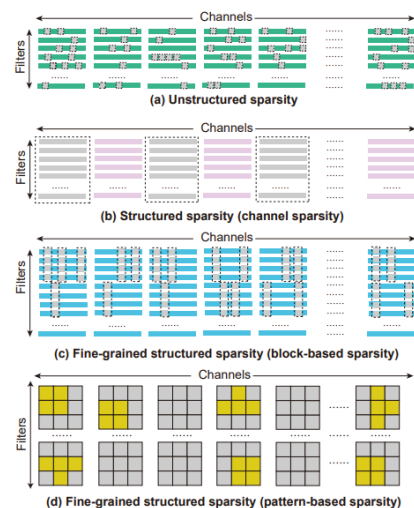 Channels
Filters
......
(a) Unstructured sparsity
Channels
Filters
......
(b) Structured sparsity (channel sparsity)
Channels
Filters
......
(c) Fine-grained structured sparsity (block-based sparsity)
Channels
Filters
......
(d) Fine-grained structured sparsity (pattern-based sparsity)